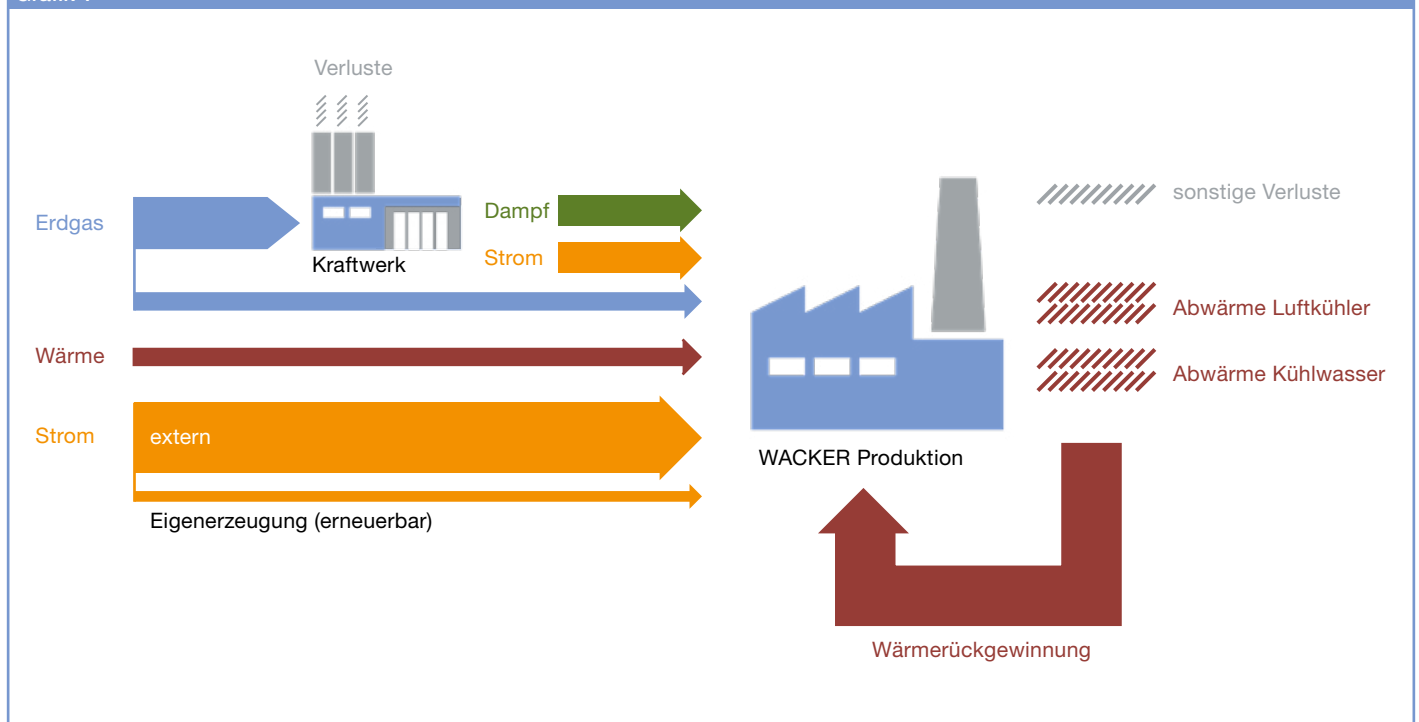 Verluste
Erdgas
Kraftwerk
Dampf
Strom
Wärme
Strom
extern
Eigenerzeugung (erneuerbar)
WACKER Produktion
sonstige Verluste
Abwärme Luftkühler
Abwärme Kühlwasser
Wärmerückgewinnung